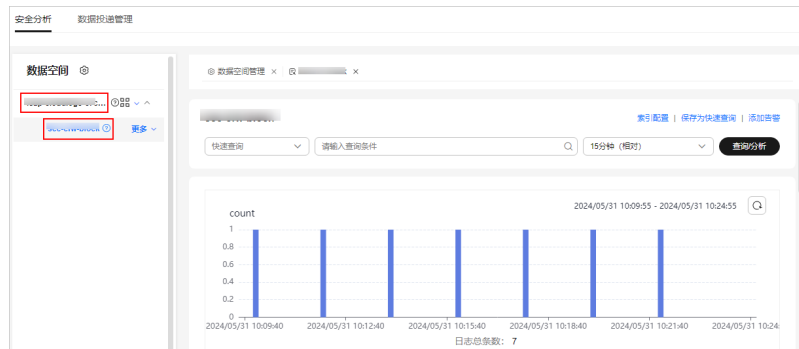 安全分析 数据投递管理
数据空间
数据空间管理 × ×
更多
索引配置 | 保存为快速查询 | 添加告警
快速查询 请输入查询条件 15分钟（相对） 查询/分析
count 2024/05/31 10:09:55 - 2024/05/31 10:24:55
1
0.8
0.6
0.4
0.2
0
2024/05/31 10:09:40 2024/05/31 10:12:40 2024/05/31 10:15:40 2024/05/31 10:18:40 2024/05/31 10:21:40 2024/05/31 10:24:
日志总条数： 7